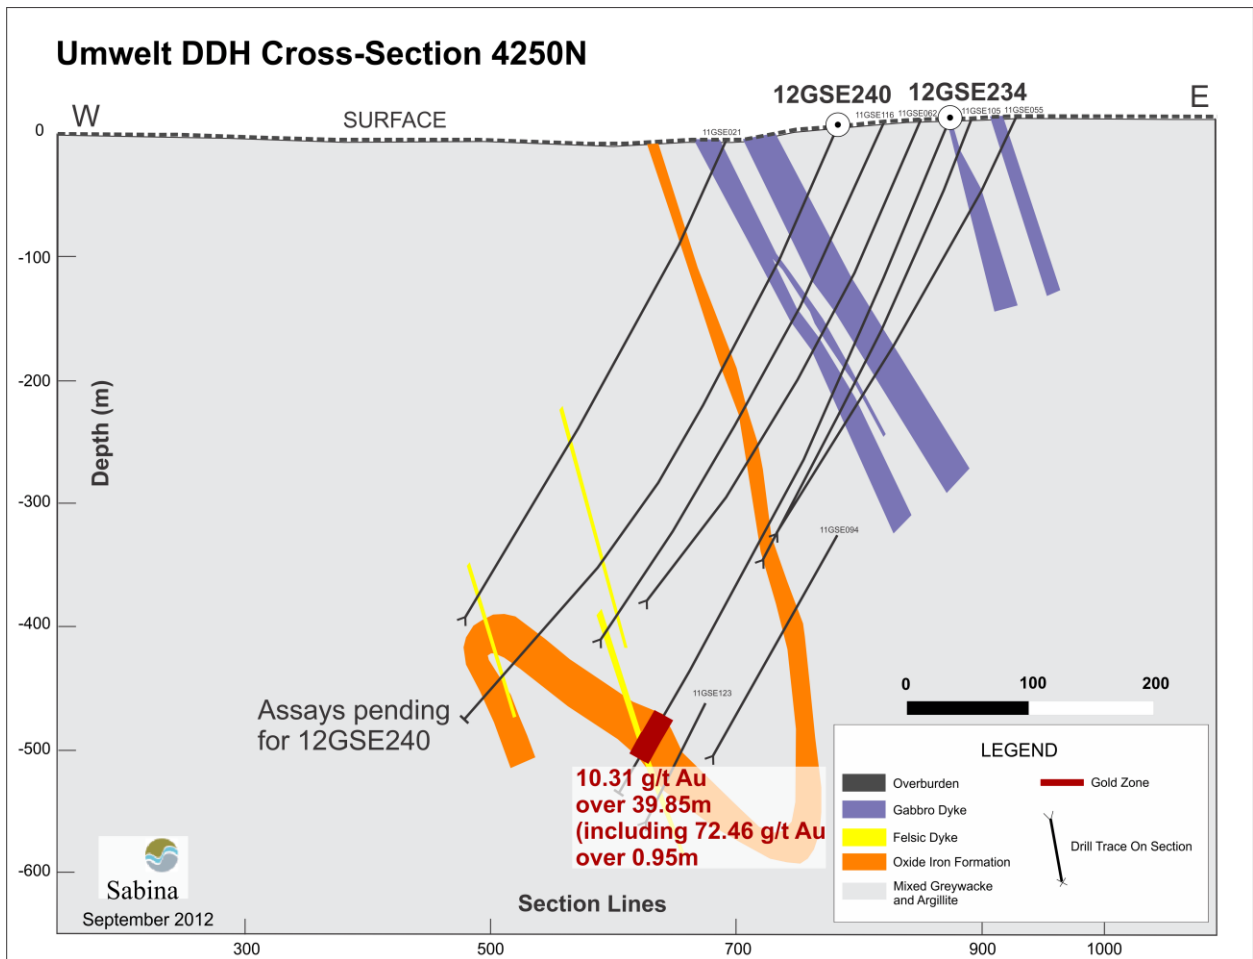 Umwelt DDH Cross-Section 4250N
W
SURFACE
12GSE240
12GSE234
E
11GSE021
11GSE116
11GSE062
11GSE105
11GSE055
0
-100
-200
-300
-400
-500
-600
Depth (m)
11GSE094
11GSE123
Assays pending
for 12GSE240
10.31 g/t Au
over 39.85m
(including 72.46 g/t Au
over 0.95m
0 100 200
LEGEND
Overburden
Gabbro Dyke
Felsic Dyke
Oxide Iron Formation
Mixed Greywacke
and Argillite
Gold Zone
Drill Trace On Section
Sabina
September 2012
Section Lines
300 500 700 900 1000